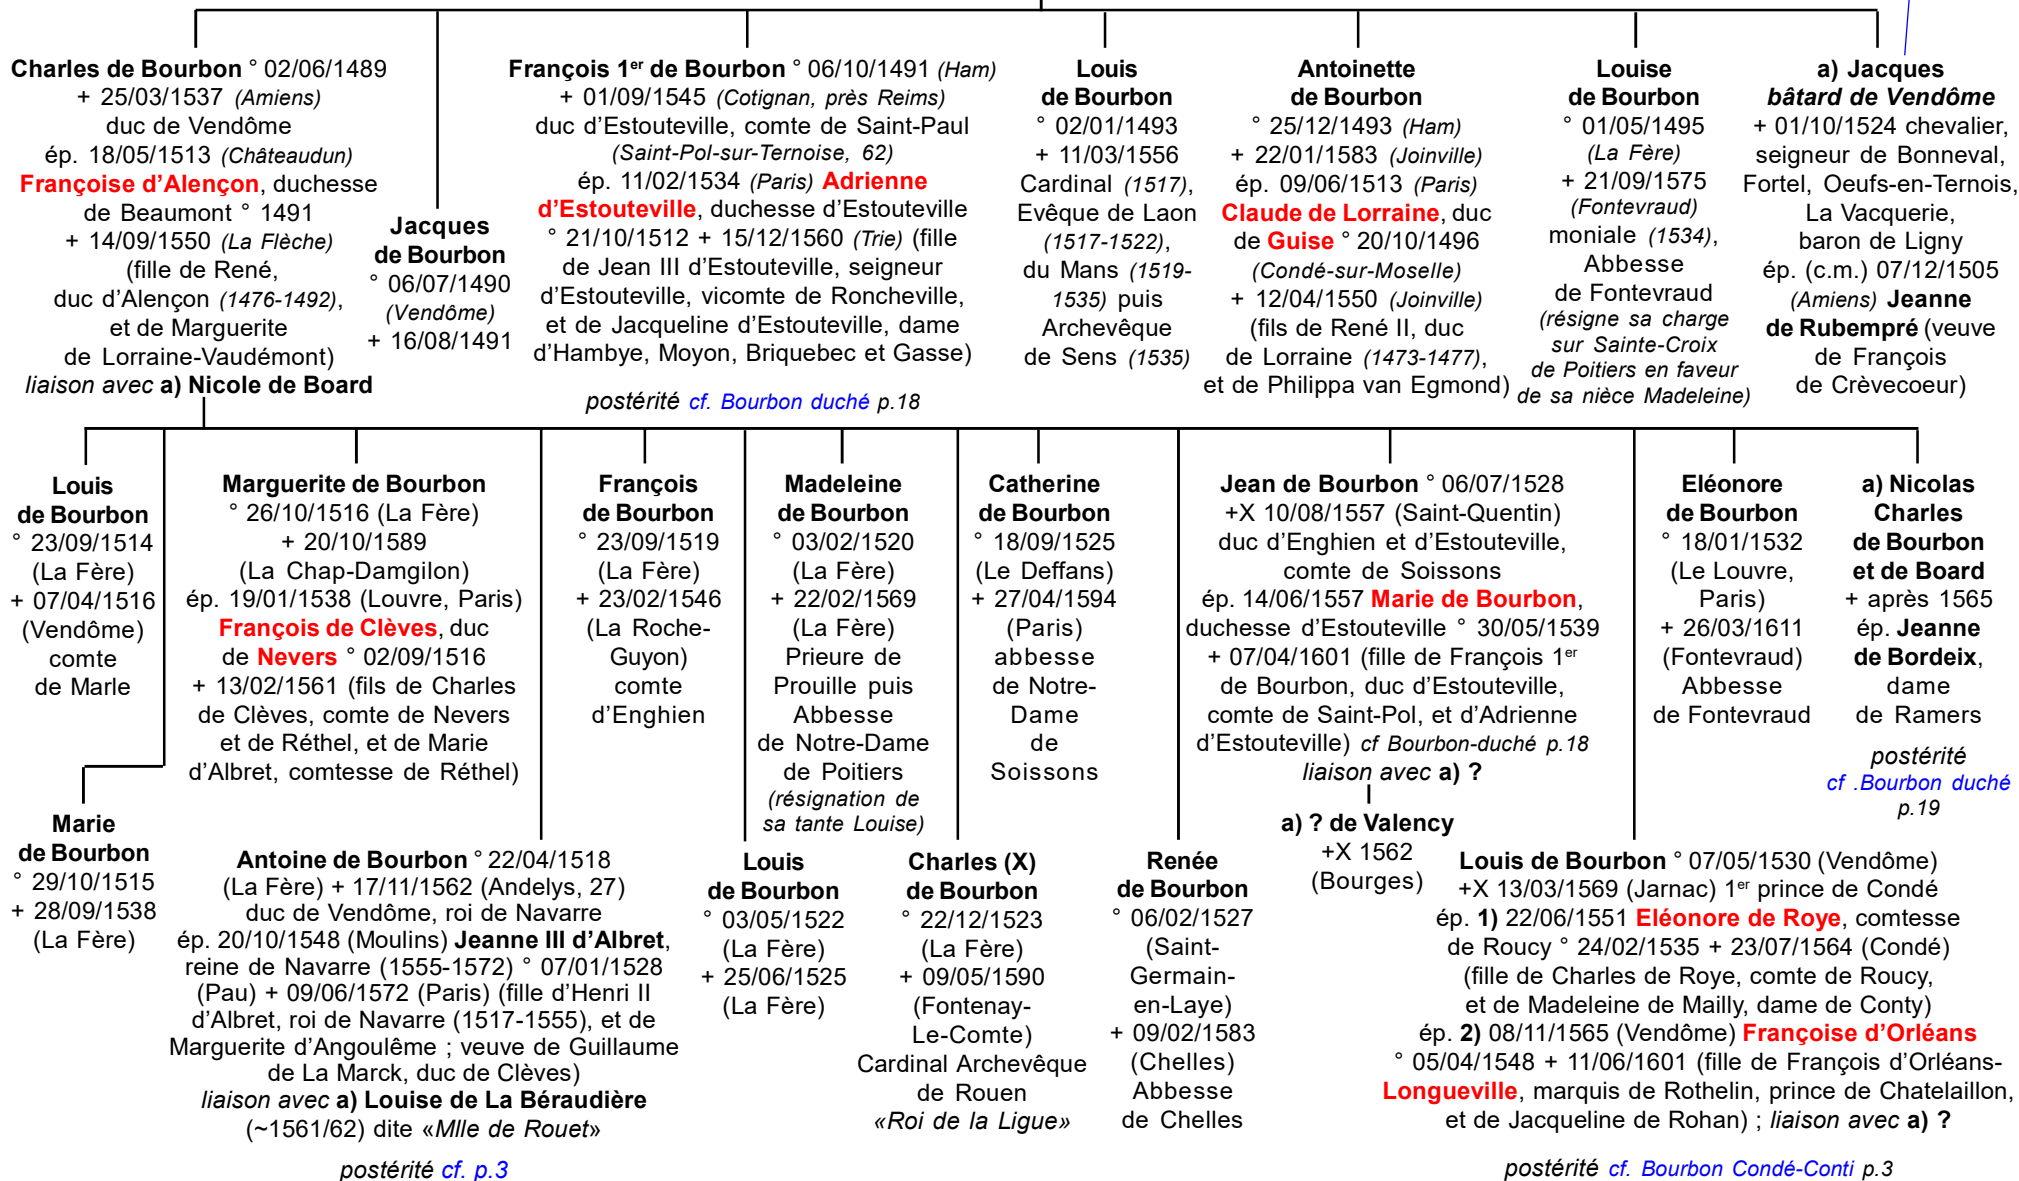 Charles de Bourbon ° 02/06/1489
+ 25/03/1537 (Amiens)
duc de Vendôme
ép. 18/05/1513 (Châteaudun)
Françoise d’Alençon, duchesse
de Beaumont ° 1491
+ 14/09/1550 (La Flèche)
(fille de René,
duc d’Alençon (1476-1492),
et de Marguerite
de Lorraine-Vaudémont)
liaison avec a) Nicole de Board
Jacques
de Bourbon
° 06/07/1490
(Vendôme)
+ 16/08/1491
François 1er de Bourbon ° 06/10/1491 (Ham)
+ 01/09/1545 (Cotignan, près Reims)
duc d’Estouteville, comte de Saint-Paul
(Saint-Pol-sur-Ternoise, 62)
ép. 11/02/1534 (Paris) Adrienne
d’Estouteville, duchesse d’Estouteville
° 21/10/1512 + 15/12/1560 (Trie) (fille
de Jean III d’Estouteville, seigneur
d’Estouteville, vicomte de Roncheville,
et de Jacqueline d’Estouteville, dame
d’Hambye, Moyon, Briquebec et Gasse)
postérité cf. Bourbon duché p.18
Louis
de Bourbon
° 02/01/1493
+ 11/03/1556
Cardinal (1517),
Evêque de Laon
(1517-1522),
du Mans (1519-
1535) puis
Archevêque
de Sens (1535)
Antoinette
de Bourbon
° 25/12/1493 (Ham)
+ 22/01/1583 (Joinville)
ép. 09/06/1513 (Paris)
Claude de Lorraine, duc
de Guise ° 20/10/1496
(Condé-sur-Moselle)
+ 12/04/1550 (Joinville)
(fils de René II, duc
de Lorraine (1473-1477),
et de Philippa van Egmond)
Louise
de Bourbon
° 01/05/1495
(La Fère)
+ 21/09/1575
(Fontevraud)
moniale (1534),
Abbesse
de Fontevraud
(résigne sa charge
sur Sainte-Croix
de Poitiers en faveur
de sa nièce Madeleine)
a) Jacques
bâtard de Vendôme
+ 01/10/1524 chevalier,
seigneur de Bonneval,
Fortel, Oeufs-en-Ternois,
La Vacquerie,
baron de Ligny
ép. (c.m.) 07/12/1505
(Amiens) Jeanne
de Rubempré (veuve
de François
de Crèvecoeur)
Louis
de Bourbon
° 23/09/1514
(La Fère)
+ 07/04/1516
(Vendôme)
comte
de Marle
Marie
de Bourbon
° 29/10/1515
+ 28/09/1538
(La Fère)
Marguerite de Bourbon
° 26/10/1516 (La Fère)
+ 20/10/1589
(La Chap-Damgilon)
ép. 19/01/1538 (Louvre, Paris)
François de Clèves, duc
de Nevers ° 02/09/1516
+ 13/02/1561 (fils de Charles
de Clèves, comte de Nevers
et de Réthel, et de Marie
d’Albret, comtesse de Réthel)
Antoine de Bourbon ° 22/04/1518
(La Fère) + 17/11/1562 (Andelys, 27)
duc de Vendôme, roi de Navarre
ép. 20/10/1548 (Moulins) Jeanne III d’Albret,
reine de Navarre (1555-1572) ° 07/01/1528
(Pau) + 09/06/1572 (Paris) (fille d’Henri II
d’Albret, roi de Navarre (1517-1555), et de
Marguerite d’Angoulême ; veuve de Guillaume
de La Marck, duc de Clèves)
liaison avec a) Louise de La Béraudière
(~1561/62) dite «Mlle de Rouet»
postérité cf. p.3
François
de Bourbon
° 23/09/1519
(La Fère)
+ 23/02/1546
(La Roche-
Guyon)
comte
d’Enghien
Madeleine
de Bourbon
° 03/02/1520
(La Fère)
+ 22/02/1569
(La Fère)
Prieure de
Prouille puis
Abbesse
de Notre-Dame
de Poitiers
(résignation de
sa tante Louise)
Louis
de Bourbon
° 03/05/1522
(La Fère)
+ 25/06/1525
(La Fère)
Catherine
de Bourbon
° 18/09/1525
(Le Deffans)
+ 27/04/1594
(Paris)
abbesse
de Notre-
Dame
de
Soissons
Charles (X)
de Bourbon
° 22/12/1523
(La Fère)
+ 09/05/1590
(Fontenay-
Le-Comte)
Cardinal Archevêque
de Rouen
«Roi de la Ligue»
Renée
de Bourbon
° 06/02/1527
(Saint-
Germain-
en-Laye)
+ 09/02/1583
(Chelles)
Abbesse
de Chelles
Jean de Bourbon ° 06/07/1528
+X 10/08/1557 (Saint-Quentin)
duc d’Enghien et d’Estouteville,
comte de Soissons
ép. 14/06/1557 Marie de Bourbon,
duchesse d’Estouteville ° 30/05/1539
+ 07/04/1601 (fille de François 1er
de Bourbon, duc d’Estouteville,
comte de Saint-Pol, et d’Adrienne
d’Estouteville) cf Bourbon-duché p.18
liaison avec a) ?
a) ? de Valency
+X 1562
(Bourges)
Louis de Bourbon ° 07/05/1530 (Vendôme)
+X 13/03/1569 (Jarnac) 1er prince de Condé
ép. 1) 22/06/1551 Eléonore de Roye, comtesse
de Roucy ° 24/02/1535 + 23/07/1564 (Condé)
(fille de Charles de Roye, comte de Roucy,
et de Madeleine de Mailly, dame de Conty)
ép. 2) 08/11/1565 (Vendôme) Françoise d’Orléans
° 05/04/1548 + 11/06/1601 (fille de François d’Orléans-
Longueville, marquis de Rothelin, prince de Chatelaillon,
et de Jacqueline de Rohan) ; liaison avec a) ?
postérité cf. Bourbon Condé-Conti p.3
Eléonore
de Bourbon
° 18/01/1532
(Le Louvre,
Paris)
+ 26/03/1611
(Fontevraud)
Abbesse
de Fontevraud
a) Nicolas
Charles
de Bourbon
et de Board
+ après 1565
ép. Jeanne
de Bordeix,
dame
de Ramers
postérité
cf .Bourbon duché
p.19